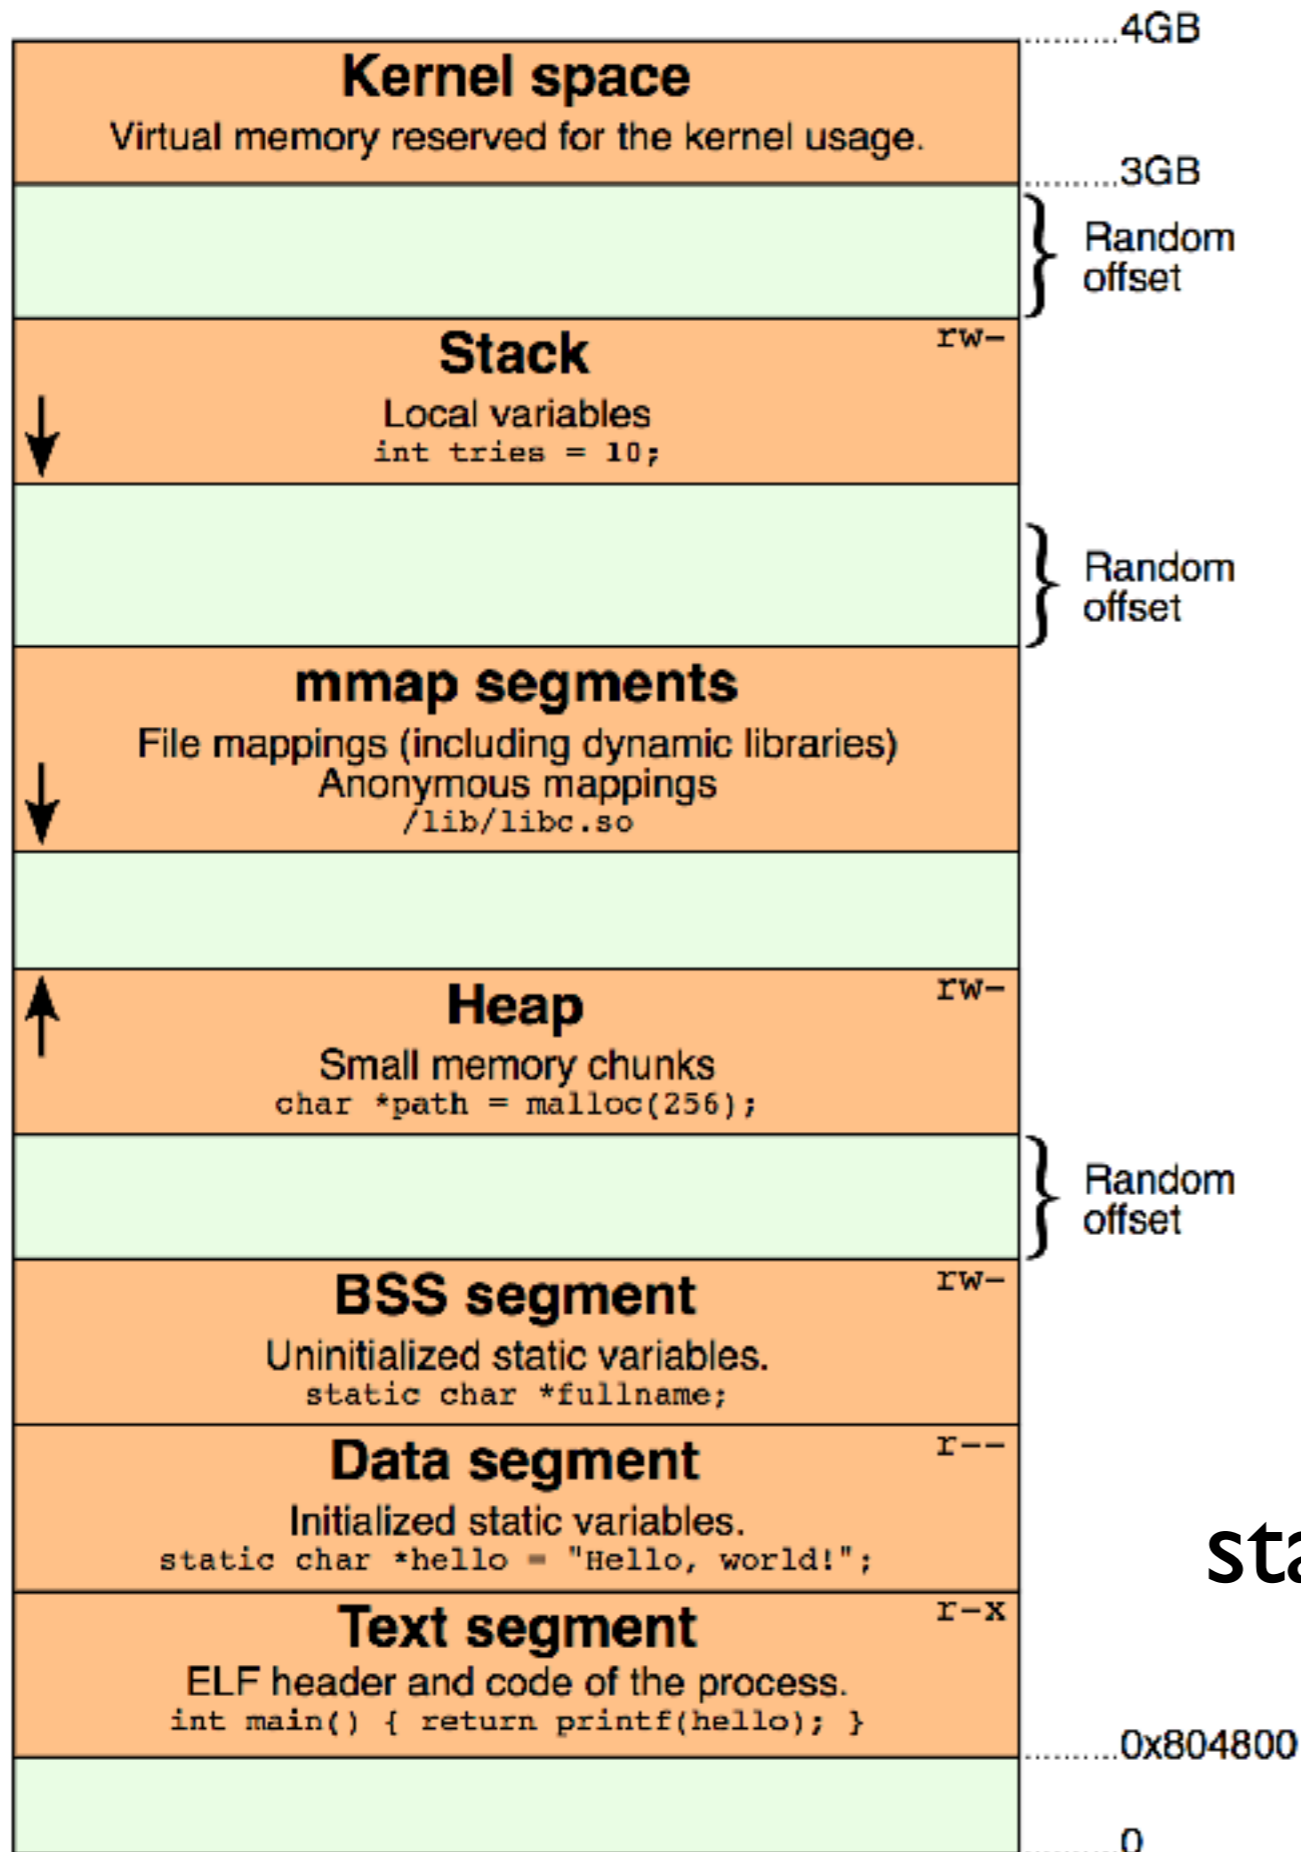 4GB
Kernel space
Virtual memory reserved for the kernel usage.
3GB
Random
offset
Stack
rw-
Local variables
int tries = 10;
Random
offset
mmap segments
File mappings (including dynamic libraries)
Anonymous mappings
/lib/libc.so
Heap
rw-
Small memory chunks
char *path = malloc(256);
Random
offset
BSS segment
rw-
Uninitialized static variables.
static char *fullname;
Data segment
r--
Initialized static variables.
static char *hello = "Hello, world!";
Text segment
r-x
ELF header and code of the process.
int main() { return printf(hello); }
0x804800
0